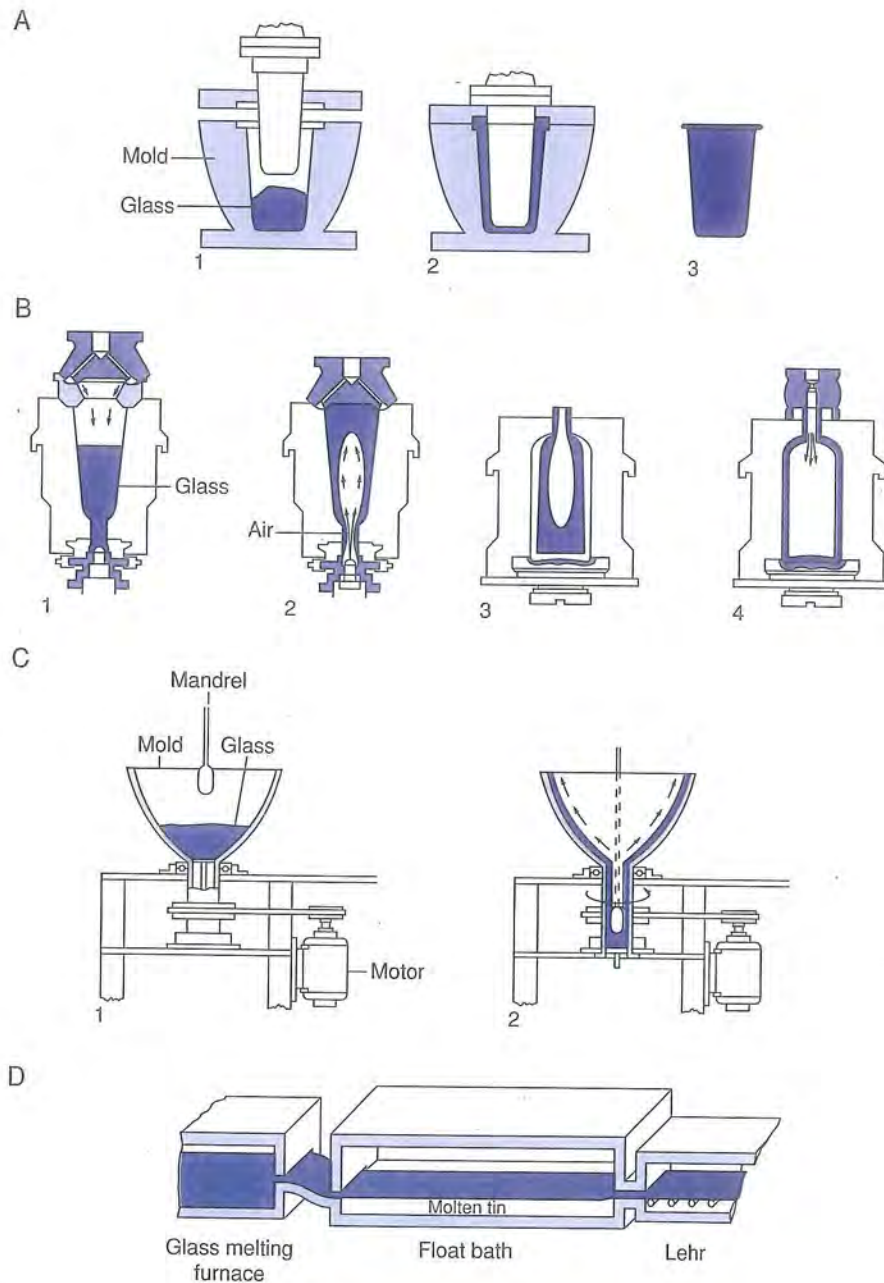 A
Mold
Glass
1
2
3
B
Glass
Air
1
2
3
4
C
Mandrel
Mold
Glass
Motor
1
2
D
Molten tin
Glass melting
furnace
Float bath
Lehr